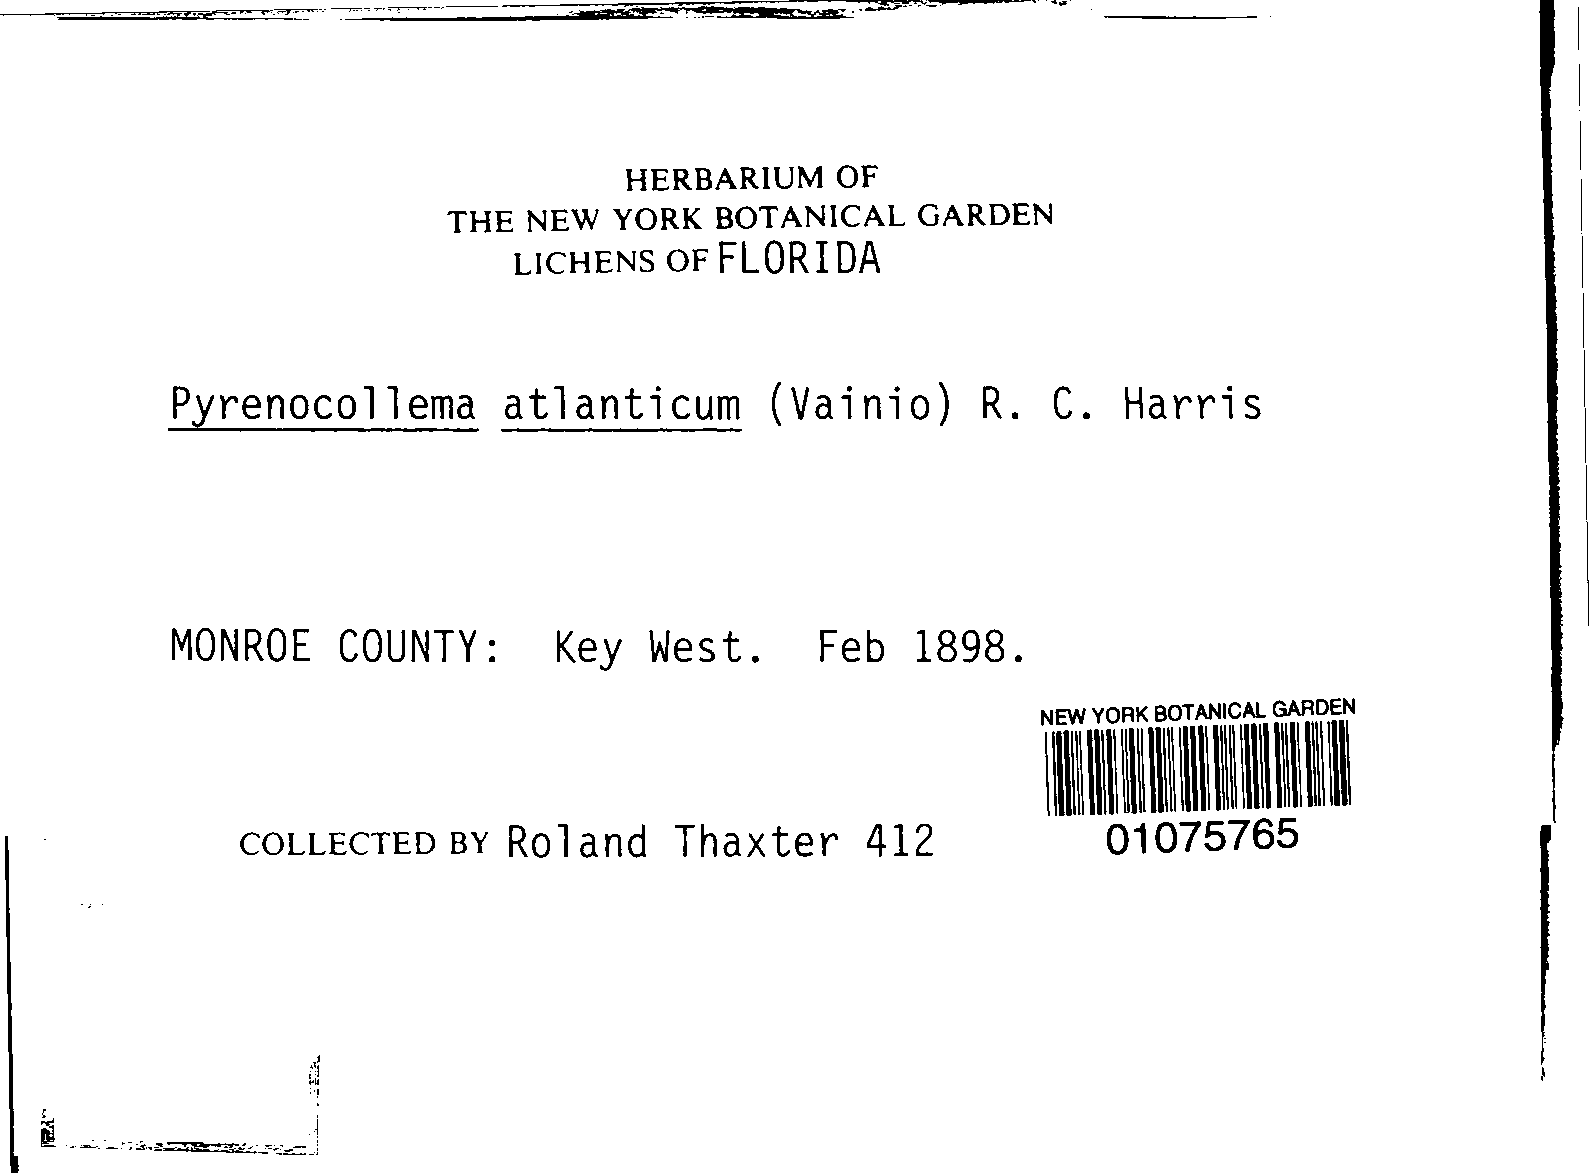 HERBARIUM OF
THE NEW YORK BOTANICAL GARDEN
LICHENS OF FLORIDA
Pyrenocollema atlanticum (Vainio) R. C. Harris
MONROE COUNTY: Key West. Feb 1898.
NEW YORK BOTANICAL GARDEN
01075765
COLLECTED BY Roland Thaxter 412